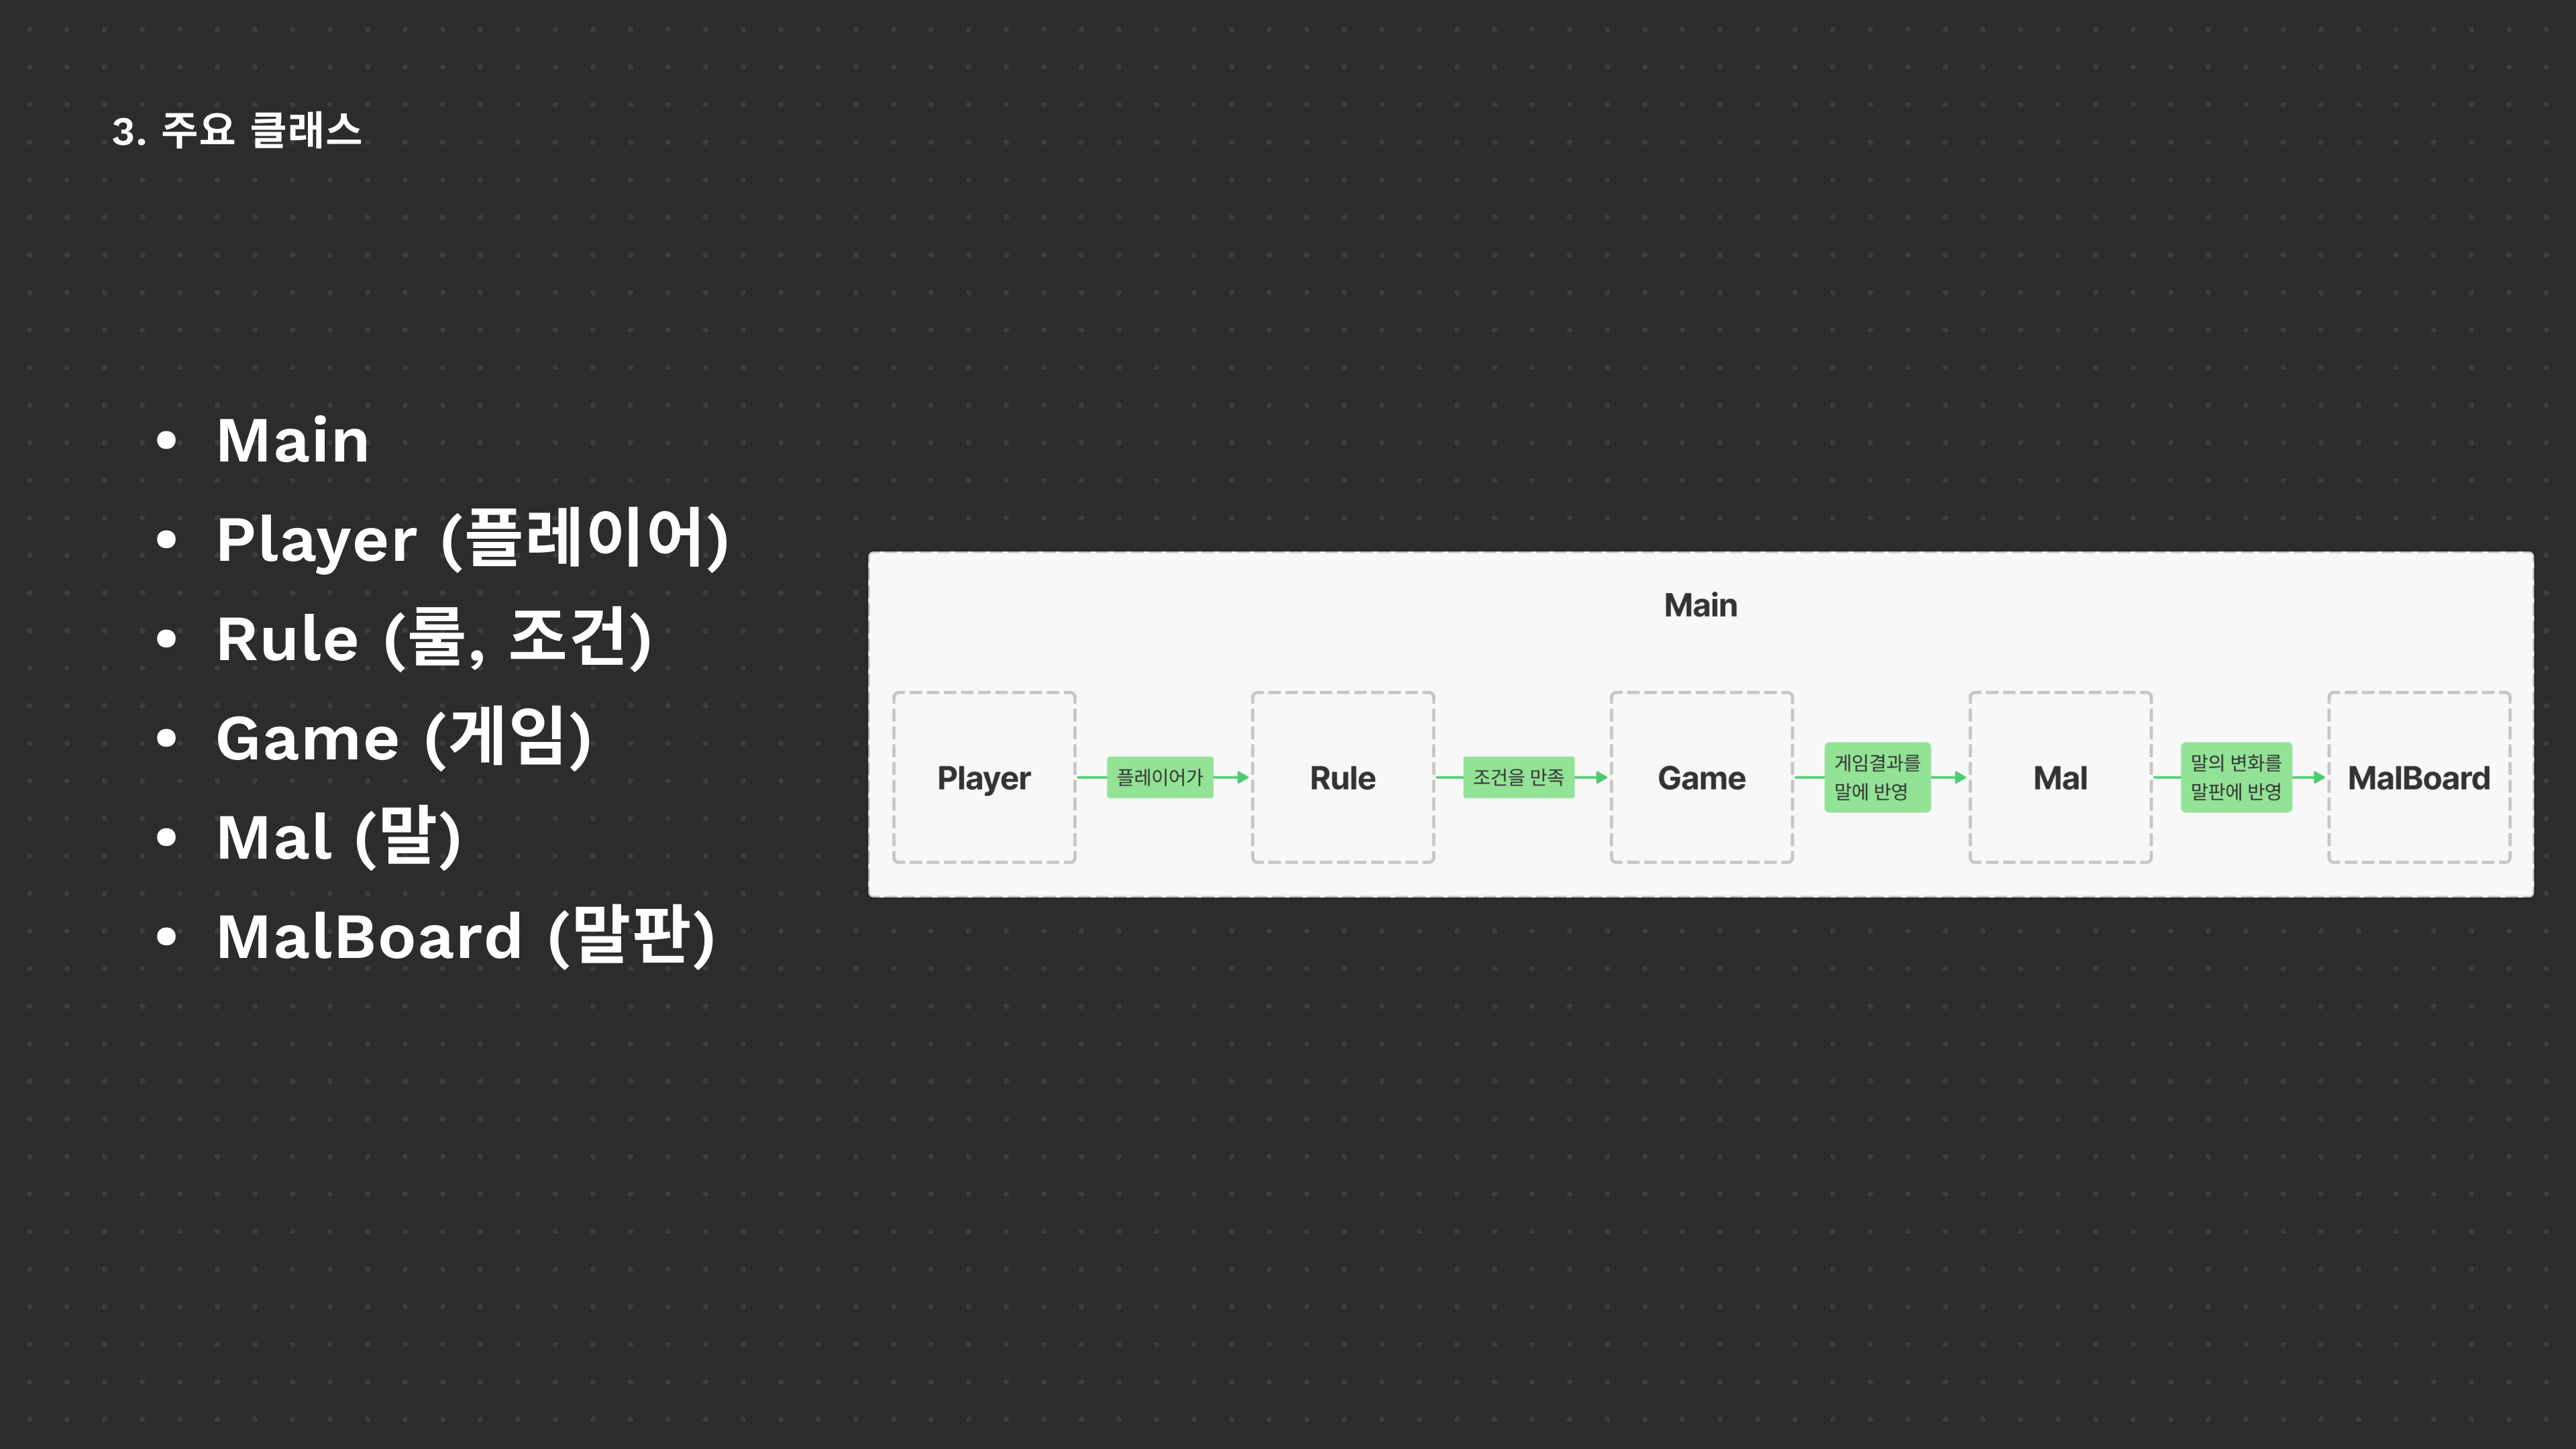 3. 주요 클래스
• Main
• Player (플레이어)
• Rule (룰, 조건)
• Game (게임)
• Mal (말)
• MalBoard (말판)
Main
Player
플레이어가
Rule
조건을 만족
Game
게임결과를
말에 반영
Mal
말의 변화를
말판에 반영
MalBoard